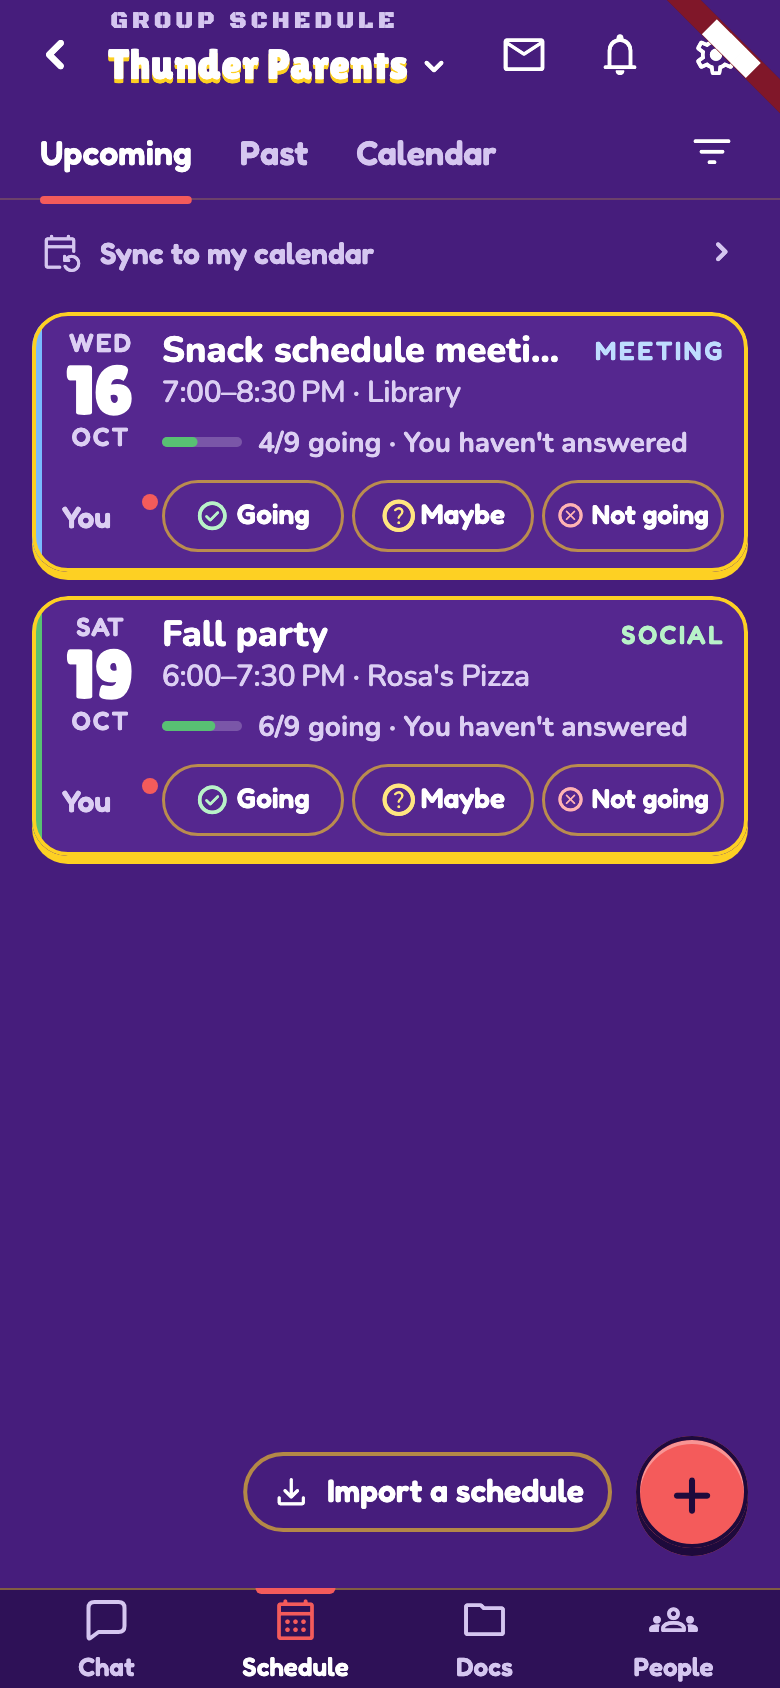 GROUP SCHEDULE
Thunder Parents
Upcoming Past Calendar
Sync to my calendar
WED
16
OCT
Snack schedule meeti... MEETING
7:00–8:30 PM · Library
4/9 going · You haven't answered
You Going Maybe Not going
SAT
19
OCT
Fall party SOCIAL
6:00–7:30 PM · Rosa's Pizza
6/9 going · You haven't answered
You Going Maybe Not going
Import a schedule
Chat Schedule Docs People